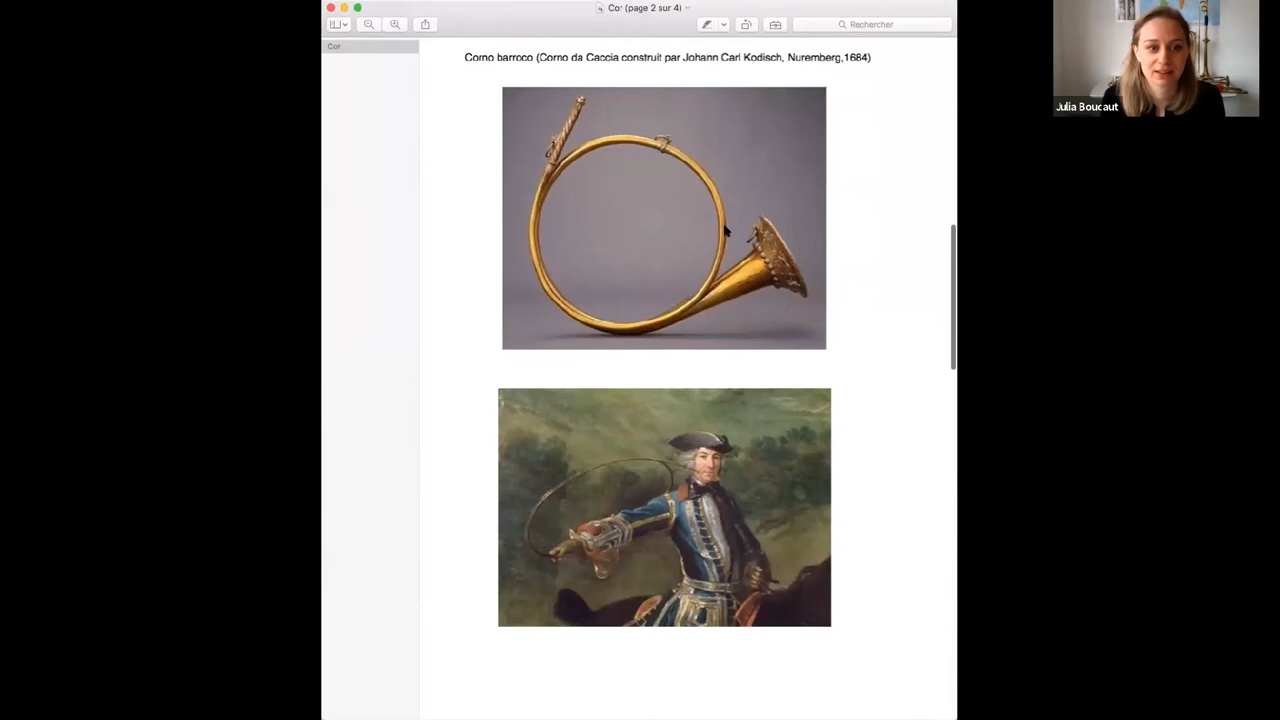 Cor (page 2 sur 4)
Rechercher
Cor
Corno barroco (Corno da Caccia construit par Johann Carl Kodisch, Nuremberg,1684)
Julia Boucaut